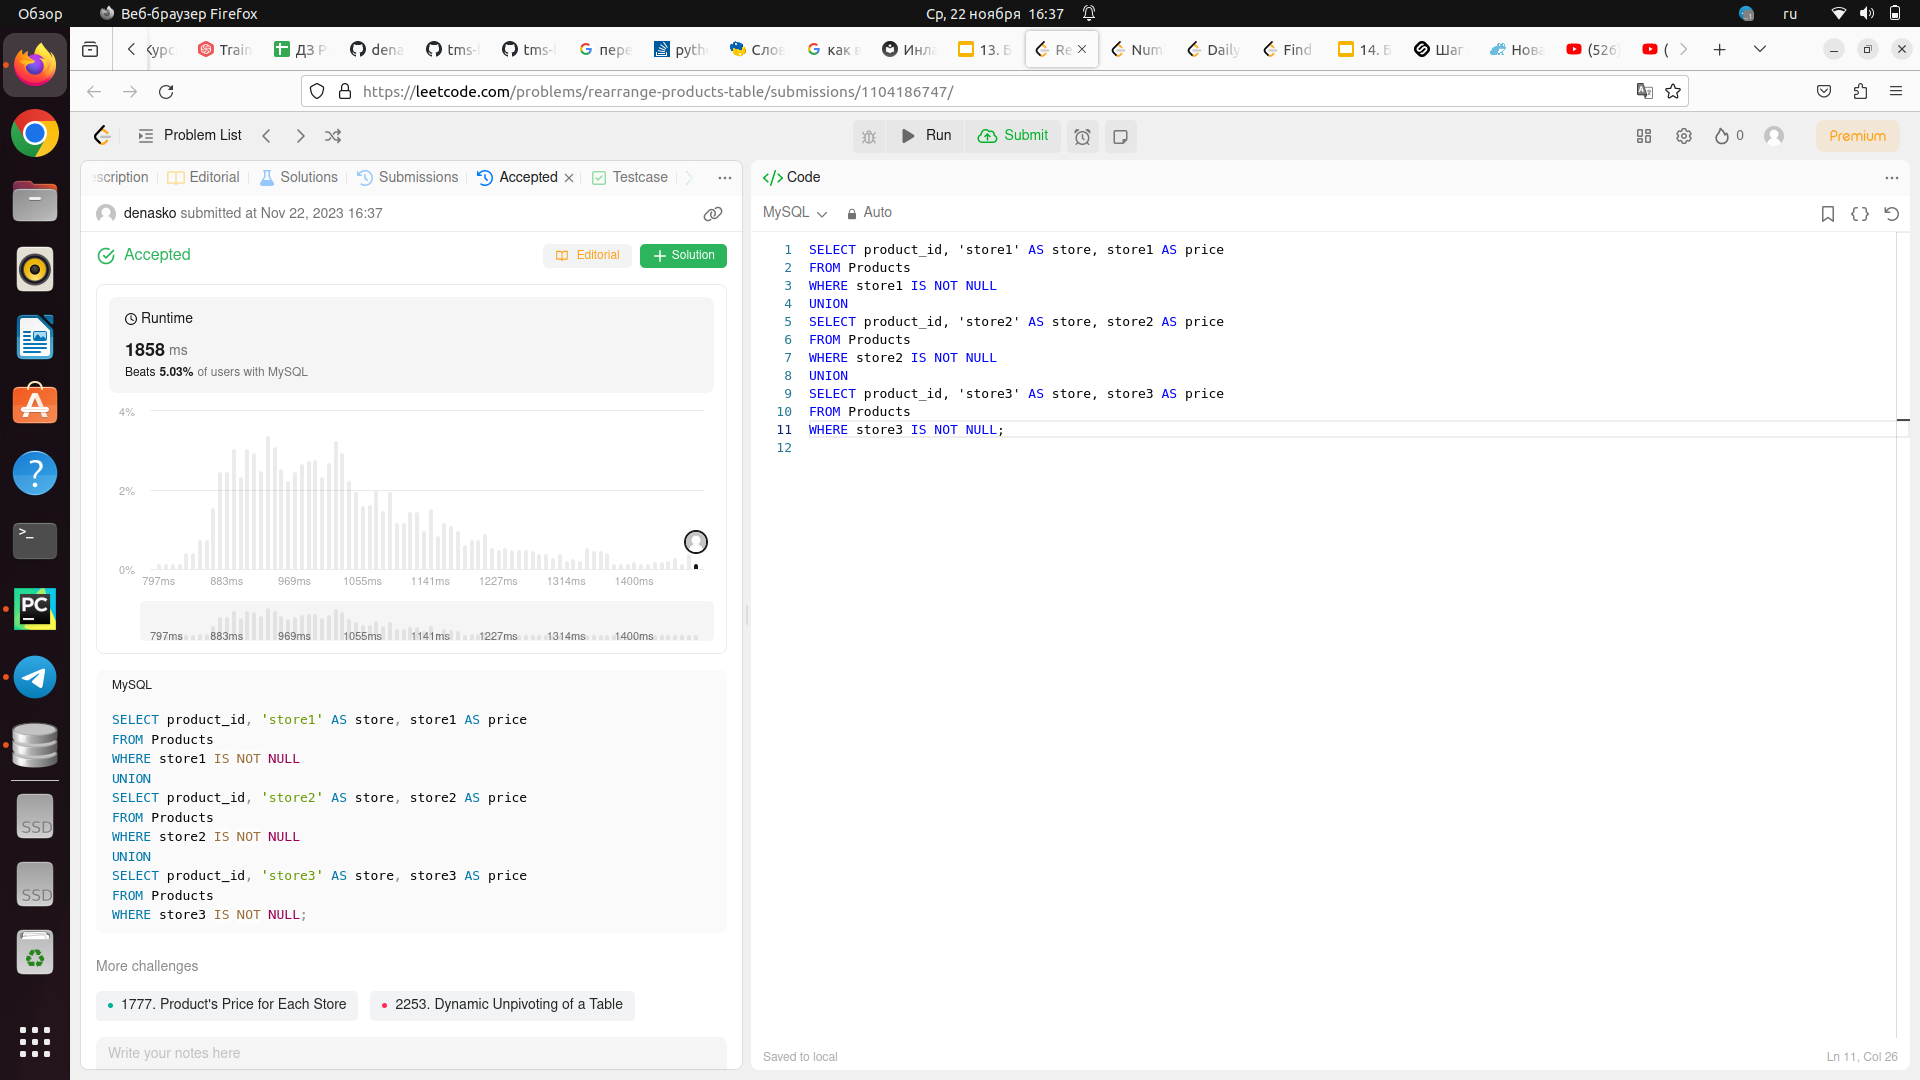 Обзор
Веб-браузер Firefox
Ср, 22 ноября 16:37
ru
Курс
Train
ДЗ Р
dena
tms-
tms-
пере
pyth
Слов
как в
Инла
13. Б
Re
Num
Daily
Find
14. Б
Шаг
Нова
(526)
(
https://leetcode.com/problems/rearrange-products-table/submissions/1104186747/
Problem List
Run
Submit
0
Premium
scription
Editorial
Solutions
Submissions
Accepted
Testcase
denasko submitted at Nov 22, 2023 16:37
Accepted
Editorial
Solution
Runtime
1858 ms
Beats 5.03% of users with MySQL
4%
2%
0%
797ms 883ms 969ms 1055ms 1141ms 1227ms 1314ms 1400ms
797ms 883ms 969ms 1055ms 1141ms 1227ms 1314ms 1400ms
MySQL
SELECT product_id, 'store1' AS store, store1 AS price
FROM Products
WHERE store1 IS NOT NULL
UNION
SELECT product_id, 'store2' AS store, store2 AS price
FROM Products
WHERE store2 IS NOT NULL
UNION
SELECT product_id, 'store3' AS store, store3 AS price
FROM Products
WHERE store3 IS NOT NULL;
More challenges
1777. Product's Price for Each Store
2253. Dynamic Unpivoting of a Table
Write your notes here
</> Code
MySQL
Auto
1 SELECT product_id, 'store1' AS store, store1 AS price
2 FROM Products
3 WHERE store1 IS NOT NULL
4 UNION
5 SELECT product_id, 'store2' AS store, store2 AS price
6 FROM Products
7 WHERE store2 IS NOT NULL
8 UNION
9 SELECT product_id, 'store3' AS store, store3 AS price
10 FROM Products
11 WHERE store3 IS NOT NULL;
12
Saved to local
Ln 11, Col 26
PC
SSD
SSD